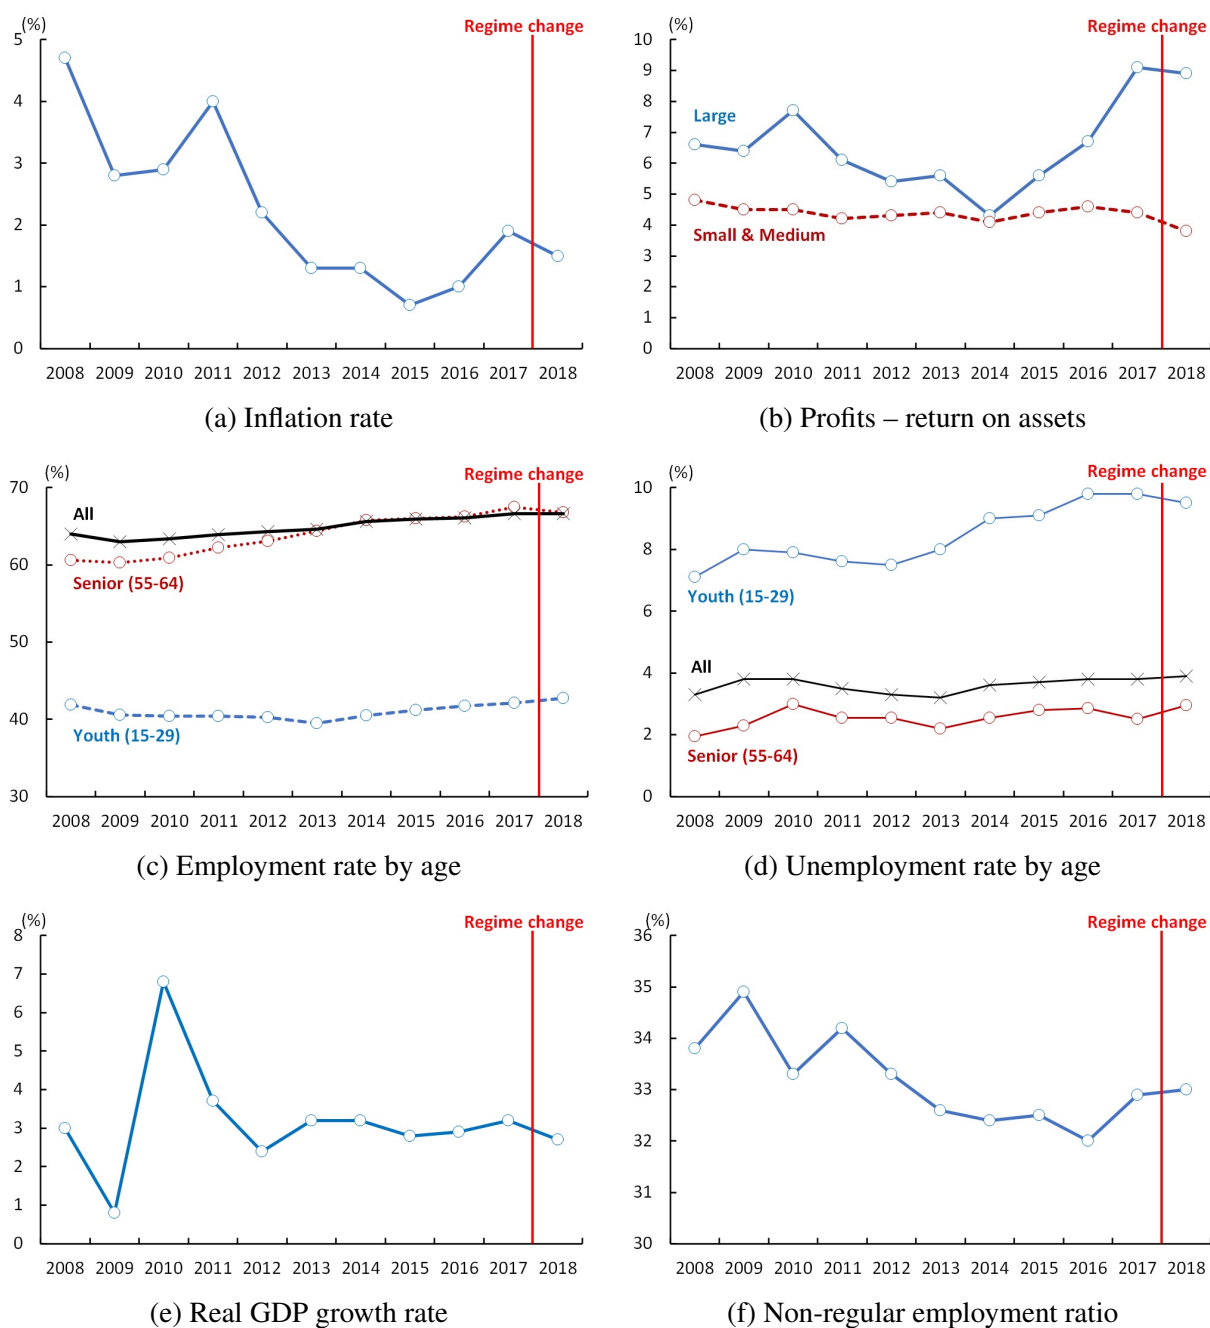 (%)
Regime change
5
4
3
2
1
0
2008 2009 2010 2011 2012 2013 2014 2015 2016 2017 2018
(a) Inflation rate
(%)
Regime change
10
9
8
7
6
5
4
3
2
1
0
Large
Small & Medium
2008 2009 2010 2011 2012 2013 2014 2015 2016 2017 2018
(b) Profits – return on assets
(%)
Regime change
70
60
50
40
30
All
Senior (55-64)
Youth (15-29)
2008 2009 2010 2011 2012 2013 2014 2015 2016 2017 2018
(c) Employment rate by age
(%)
Regime change
10
8
6
4
2
0
Youth (15-29)
All
Senior (55-64)
2008 2009 2010 2011 2012 2013 2014 2015 2016 2017 2018
(d) Unemployment rate by age
(%)
Regime change
8
7
6
5
4
3
2
1
0
2008 2009 2010 2011 2012 2013 2014 2015 2016 2017 2018
(e) Real GDP growth rate
(%)
Regime change
36
35
34
33
32
31
30
2008 2009 2010 2011 2012 2013 2014 2015 2016 2017 2018
(f) Non-regular employment ratio